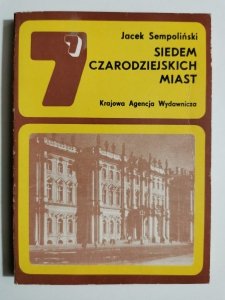 7
Jacek Sempoliński
SIEDEM
CZARODZIEJSKICH
MIAST
Krajowa Agencja Wydawnicza